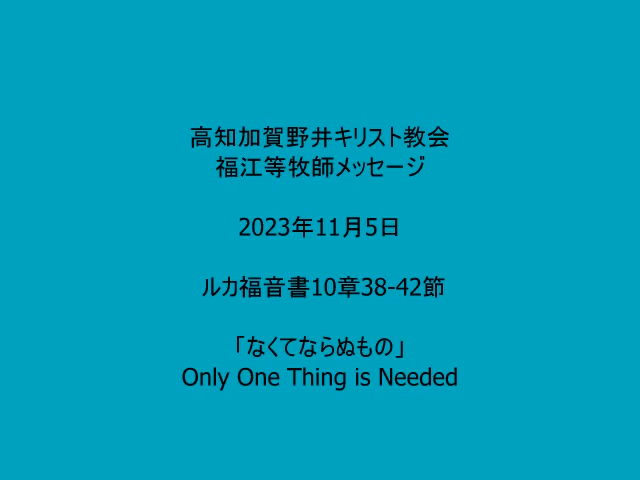 高知加賀野井キリスト教会
福江等牧師メッセージ
2023年11月5日
ルカ福音書10章38-42節
「なくてならぬもの」
Only One Thing is Needed